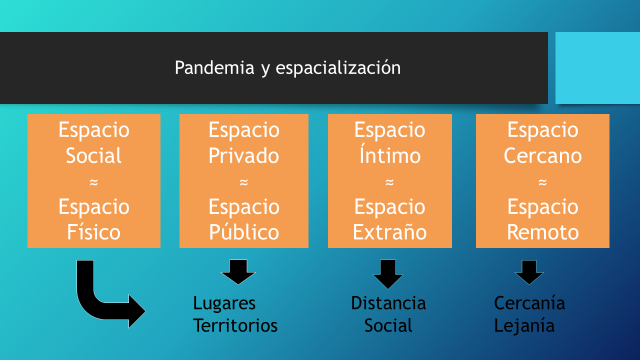 Pandemia y espacialización
Espacio
Social
≈
Espacio
Físico
Espacio
Privado
≈
Espacio
Público
Espacio
Íntimo
≈
Espacio
Extraño
Espacio
Cercano
≈
Espacio
Remoto
Lugares
Territorios
Distancia
Social
Cercanía
Lejanía